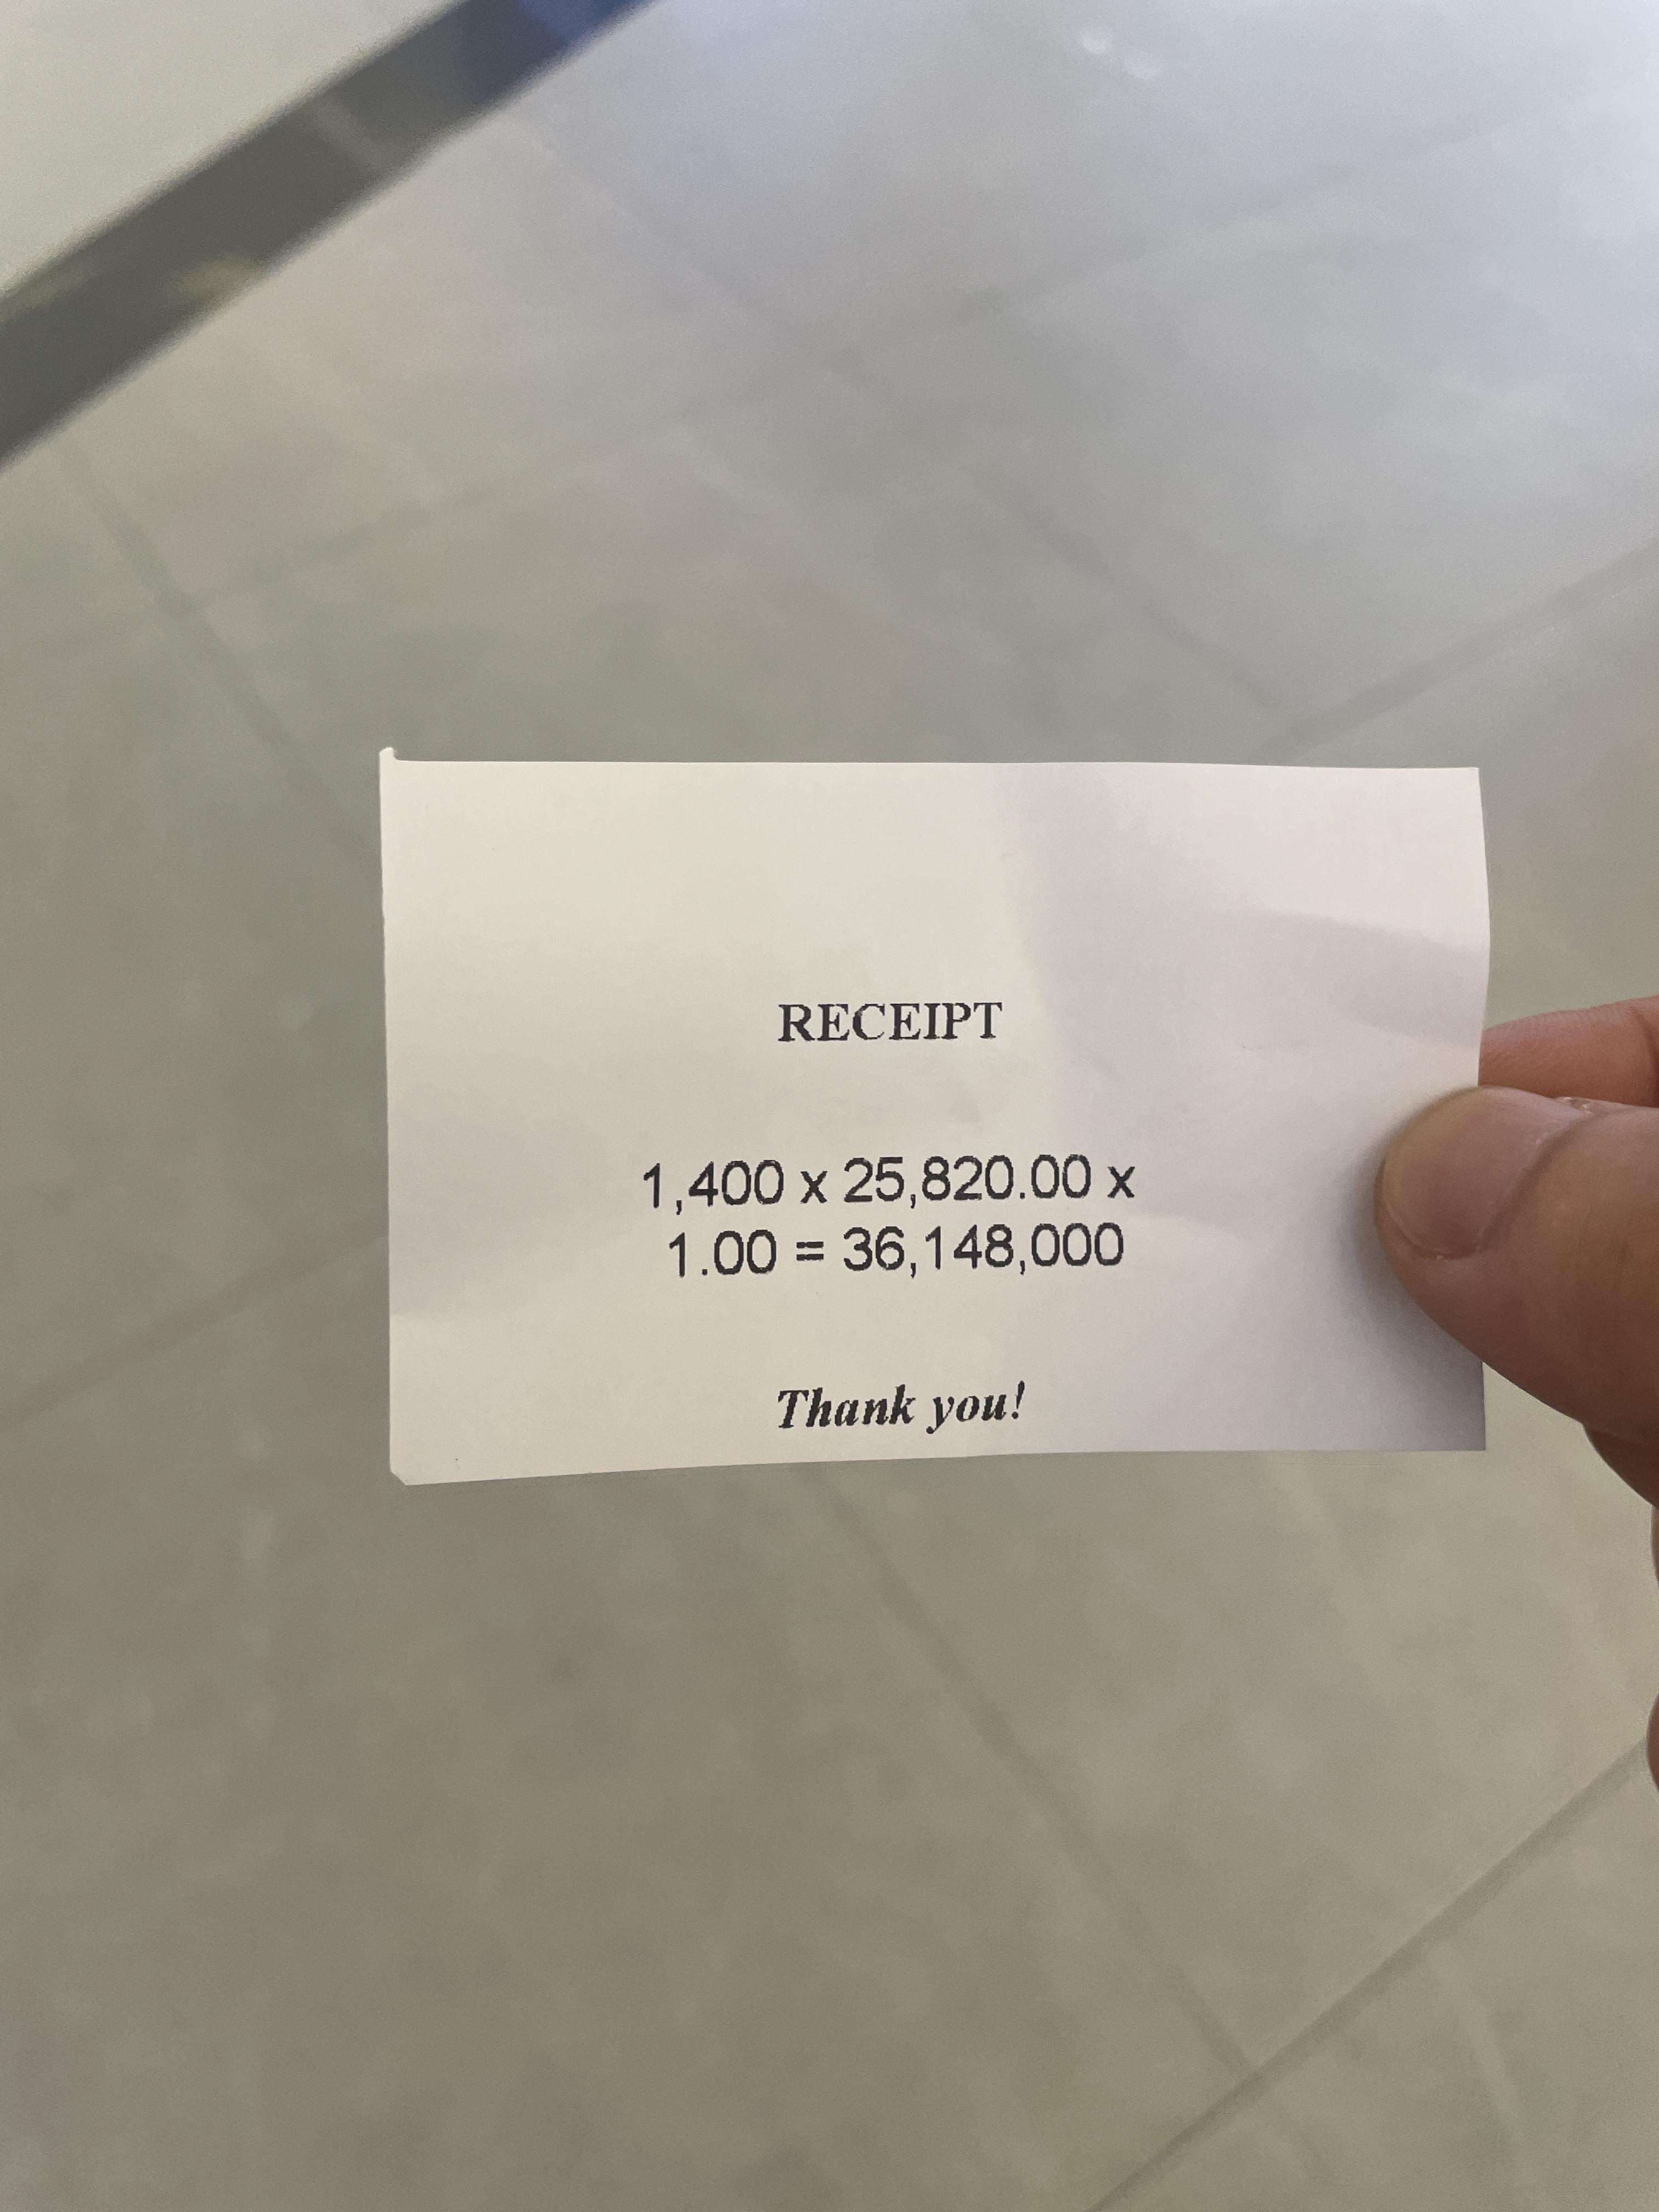 RECEIPT
1,400 x 25,820.00 x
1.00 = 36,148,000
Thank you!